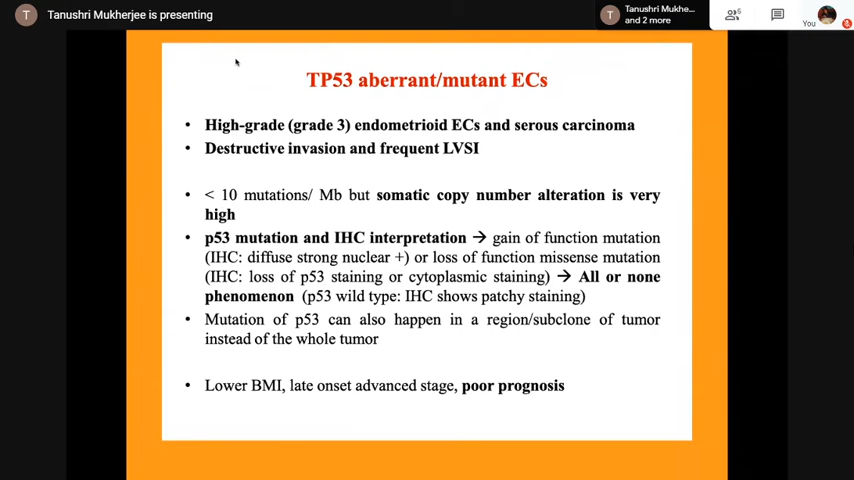 T Tanushri Mukherjee is presenting
T Tanushri Mukhe...
and 2 more
6
You
TP53 aberrant/mutant ECs
• High-grade (grade 3) endometrioid ECs and serous carcinoma
• Destructive invasion and frequent LVSI
• < 10 mutations/ Mb but somatic copy number alteration is very
high
• p53 mutation and IHC interpretation → gain of function mutation
(IHC: diffuse strong nuclear +) or loss of function missense mutation
(IHC: loss of p53 staining or cytoplasmic staining) → All or none
phenomenon (p53 wild type: IHC shows patchy staining)
• Mutation of p53 can also happen in a region/subclone of tumor
instead of the whole tumor
• Lower BMI, late onset advanced stage, poor prognosis